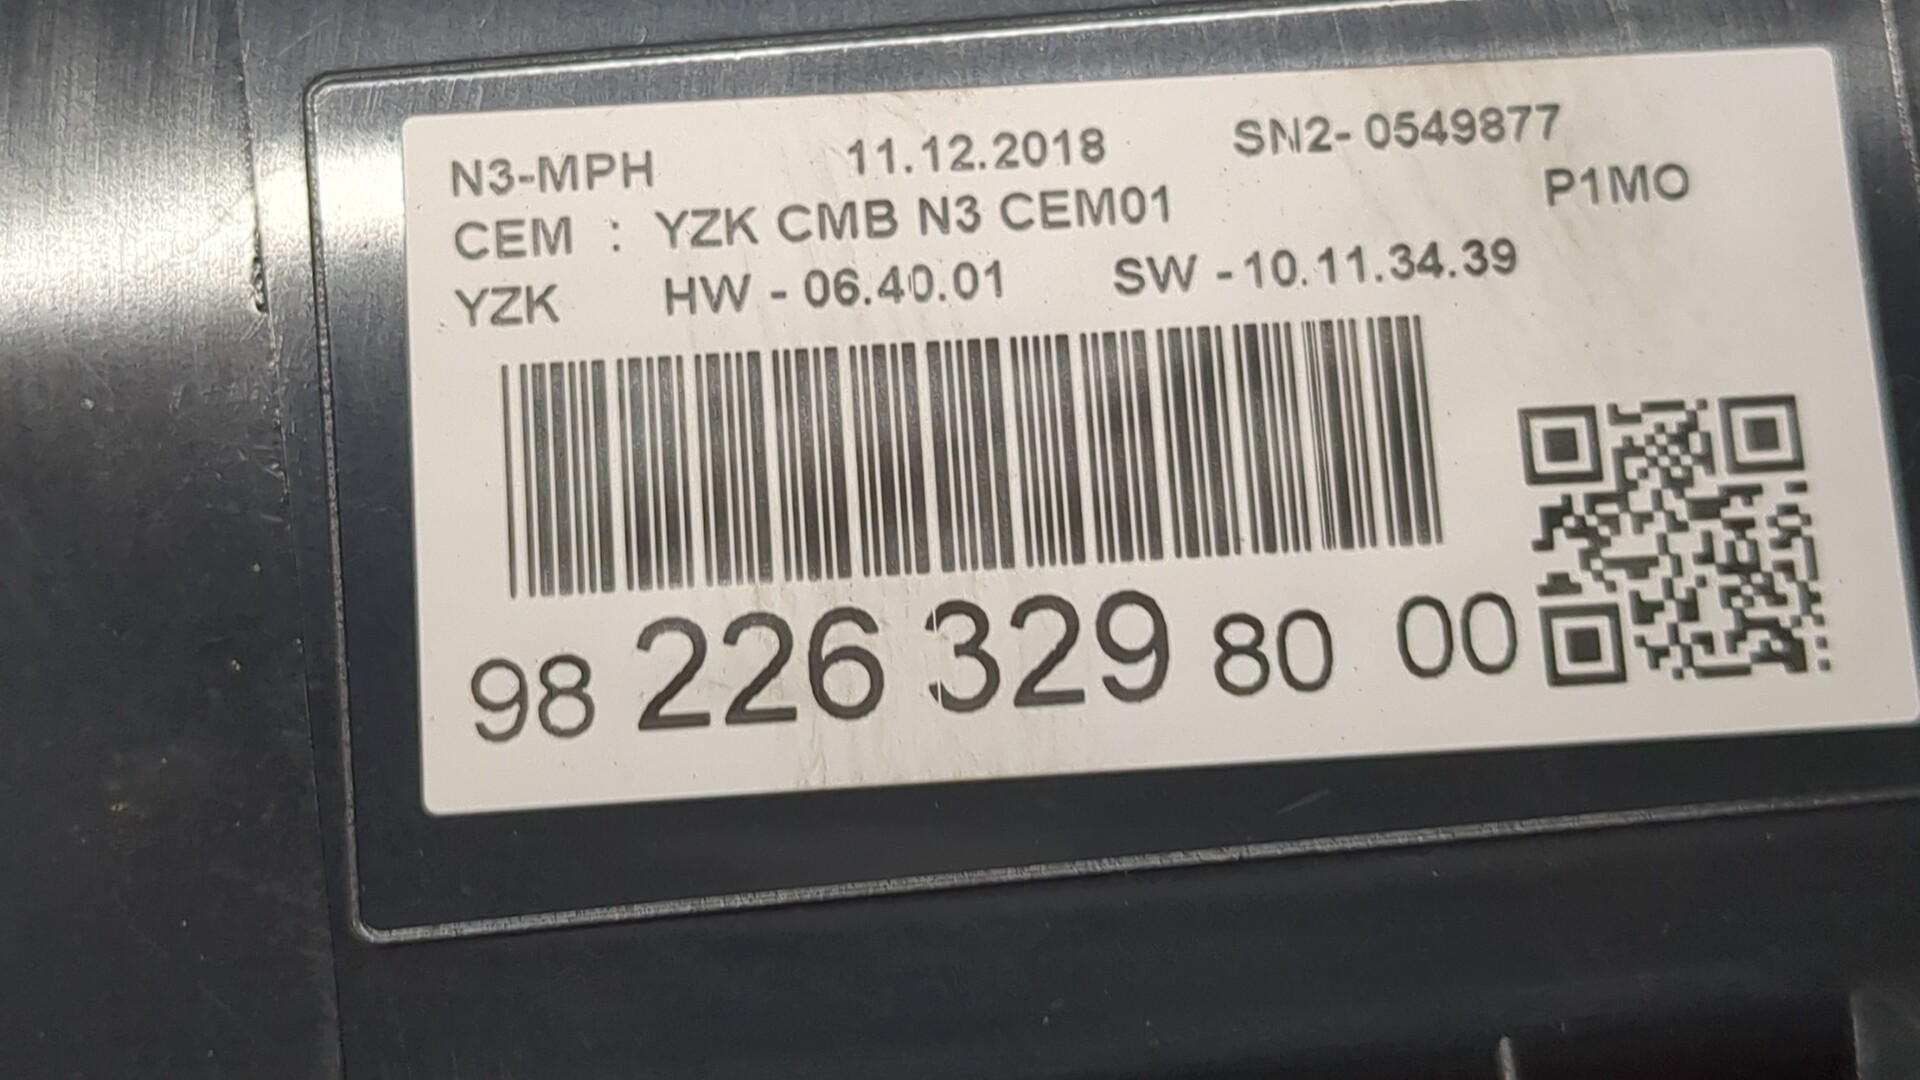 N3-MPH 11.12.2018 SN2-0549877
P1MO
CEM : YZK CMB N3 CEM01
YZK HW - 06.40.01 SW -10.11.34.39
98 226 329 80 00